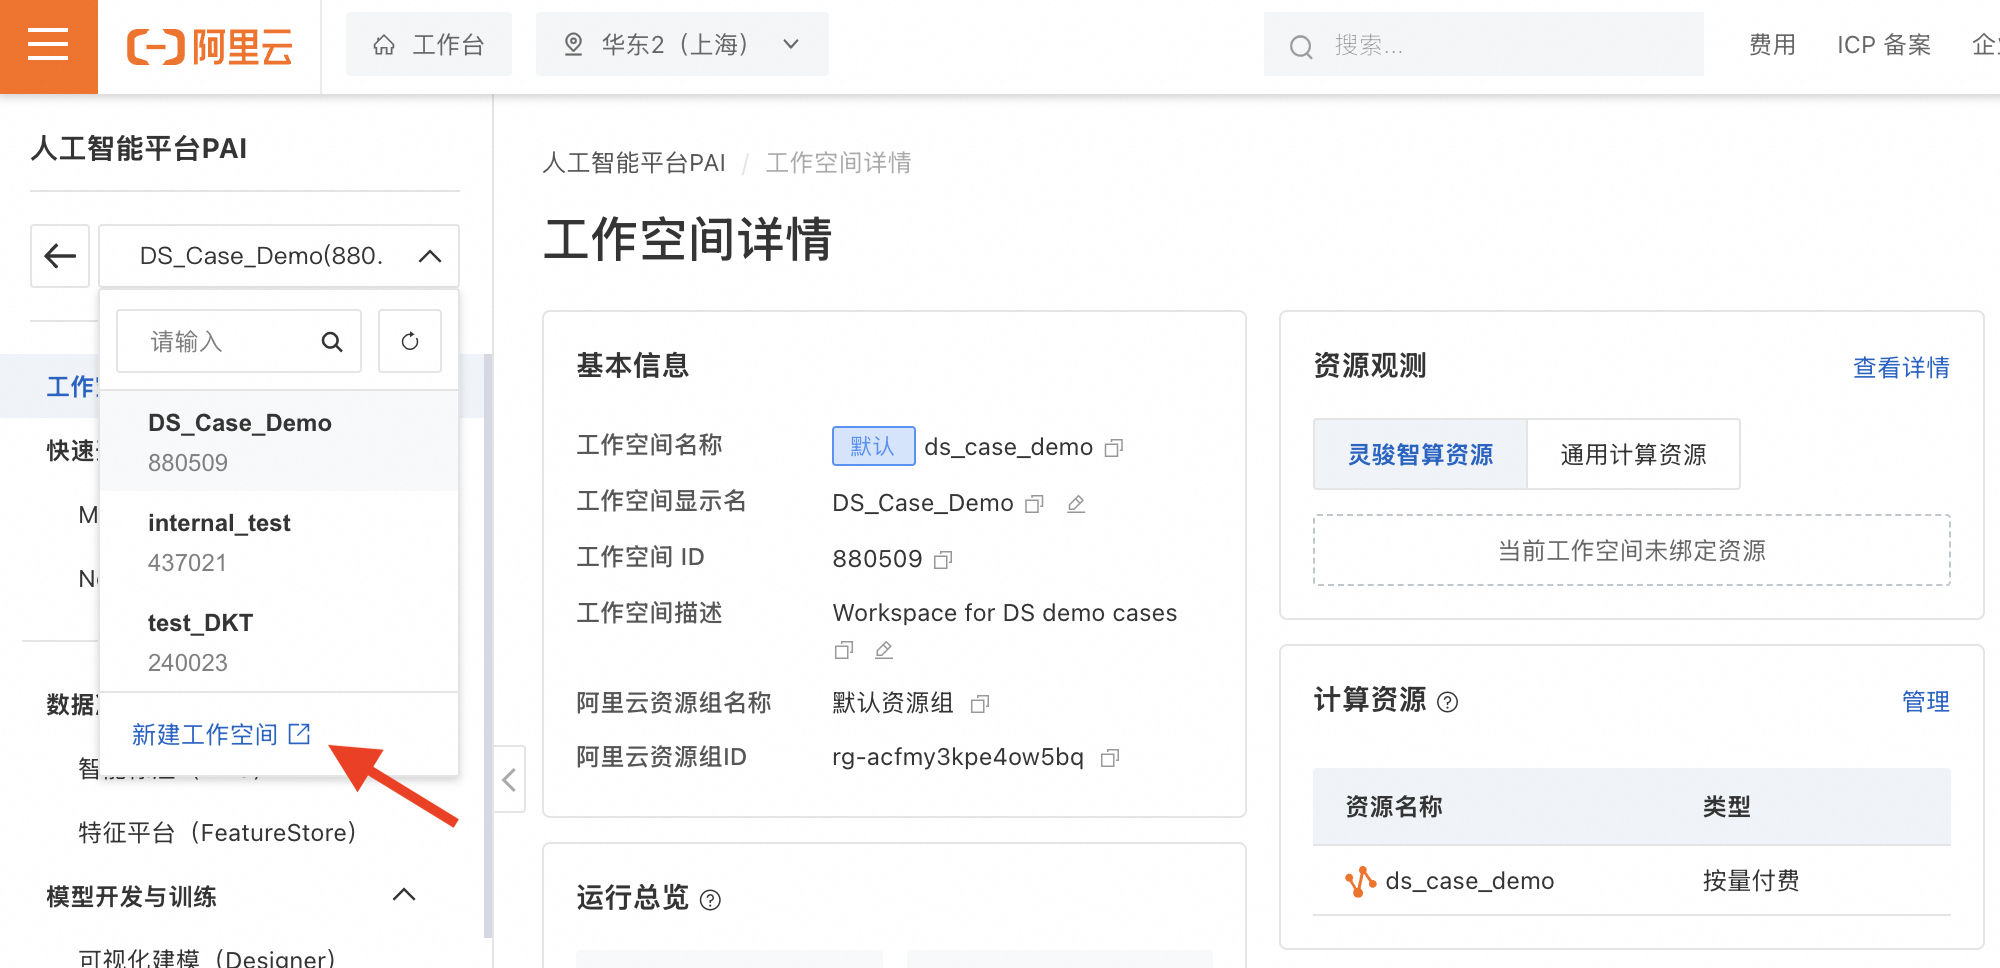 阿里云
工作台
华东2（上海）
搜索...
费用
ICP 备案
人工智能平台PAI
DS_Case_Demo(880.
请输入
DS_Case_Demo
880509
internal_test
437021
test_DKT
240023
新建工作空间
工作
快速
M
数据
特征平台（FeatureStore）
模型开发与训练
可视化建模（Designer）
人工智能平台PAI / 工作空间详情
工作空间详情
基本信息
工作空间名称 默认 ds_case_demo
工作空间显示名 DS_Case_Demo
工作空间 ID 880509
工作空间描述 Workspace for DS demo cases
阿里云资源组名称 默认资源组
阿里云资源组ID rg-acfmy3kpe4ow5bq
运行总览
资源观测
查看详情
灵骏智算资源
通用计算资源
当前工作空间未绑定资源
计算资源
管理
资源名称 类型
ds_case_demo 按量付费